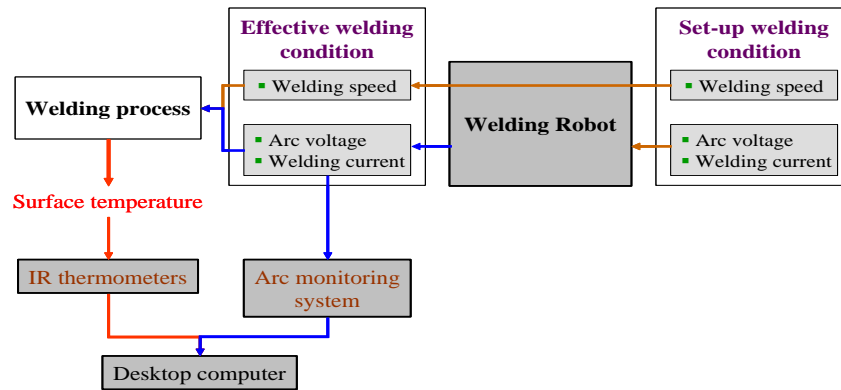 Effective welding
condition
Welding speed
Arc voltage
Welding current
Welding Robot
Set-up welding
condition
Welding speed
Arc voltage
Welding current
Welding process
Surface temperature
IR thermometers
Arc monitoring
system
Desktop computer